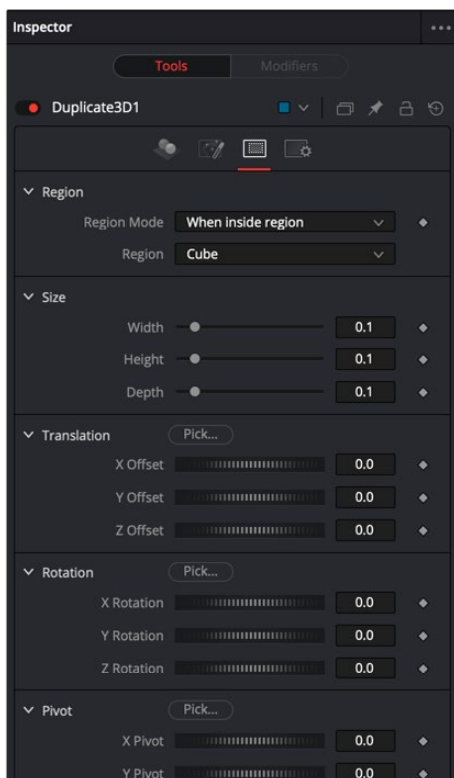 Inspector
Tools Modifiers
Duplicate3D1
Region
Region Mode When inside region
Region Cube
Size
Width 0.1
Height 0.1
Depth 0.1
Translation Pick...
X Offset 0.0
Y Offset 0.0
Z Offset 0.0
Rotation Pick...
X Rotation 0.0
Y Rotation 0.0
Z Rotation 0.0
Pivot Pick...
X Pivot 0.0
Y Pivot 0.0